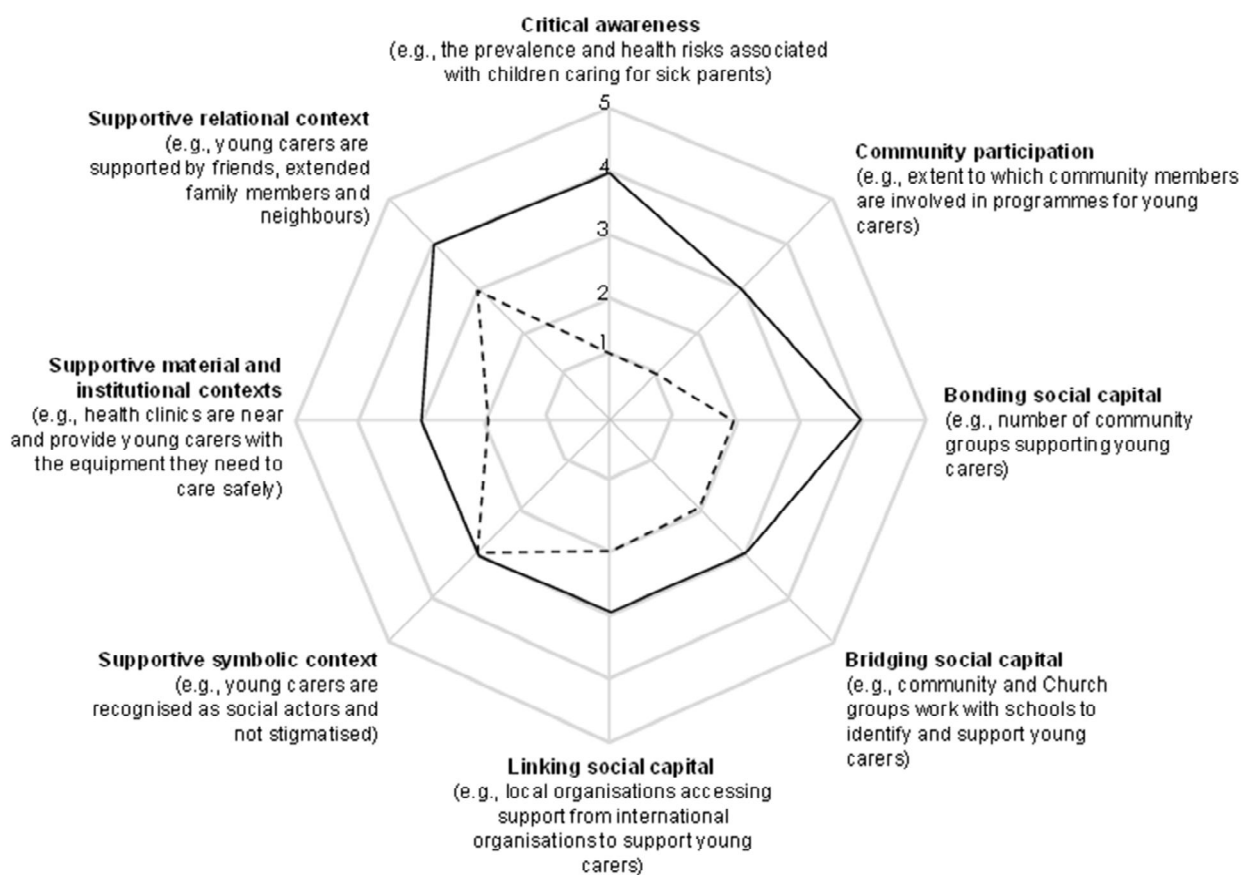 Critical awareness
(e.g., the prevalence and health risks associated
with children caring for sick parents)
5
4
3
2
1
Community participation
(e.g., extent to which community members
are involved in programmes for young
carers)
Bonding social capital
(e.g., number of community
groups supporting young
carers)
Bridging social capital
(e.g., community and Church
groups work with schools to
identify and support young
carers)
Linking social capital
(e.g., local organisations accessing
support from international
organisations to support young
carers)
Supportive symbolic context
(e.g., young carers are
recognised as social actors and
not stigmatised)
Supportive material and
institutional contexts
(e.g., health clinics are near
and provide young carers with
the equipment they need to
care safely)
Supportive relational context
(e.g., young carers are
supported by friends, extended
family members and
neighbours)